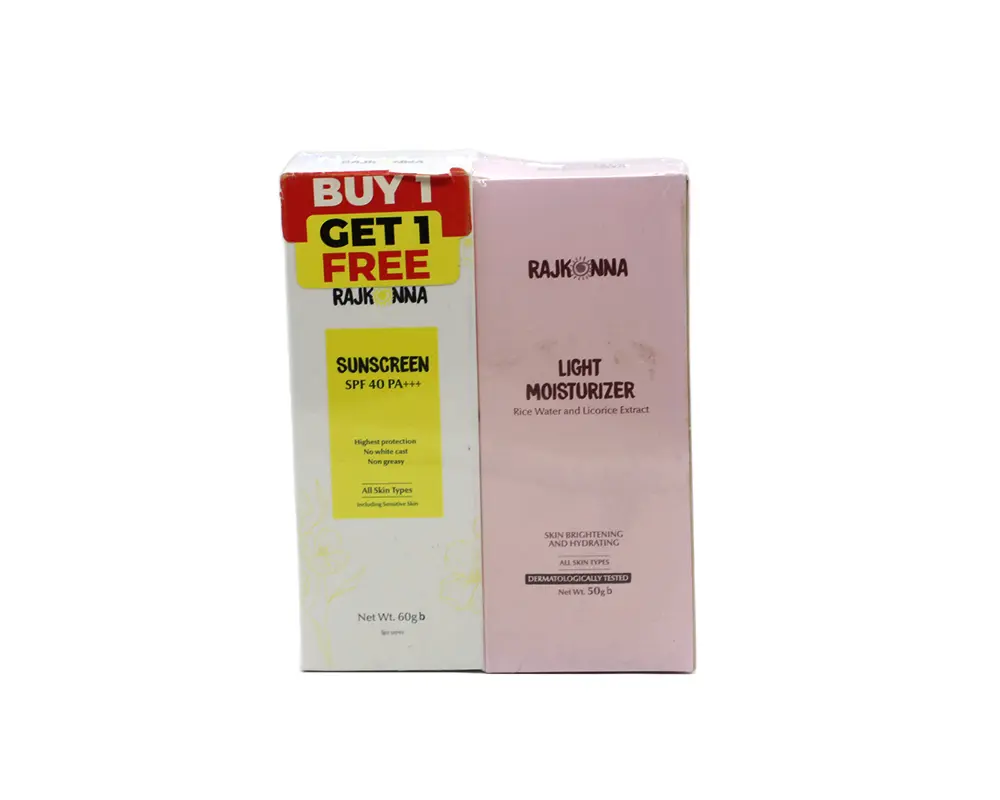 BUY 1
GET 1
FREE
RAJKONNA
SUNSCREEN
SPF 40 PA+++
Highest protection
No white cast
Non greasy
All Skin Types
Including Sensitive Skin
Net Wt. 60g b
RAJKONNA
LIGHT
MOISTURIZER
Rice Water and Licorice Extract
SKIN BRIGHTENING
AND HYDRATING
ALL SKIN TYPES
DERMATOLOGICALLY TESTED
Net Wt. 50g b